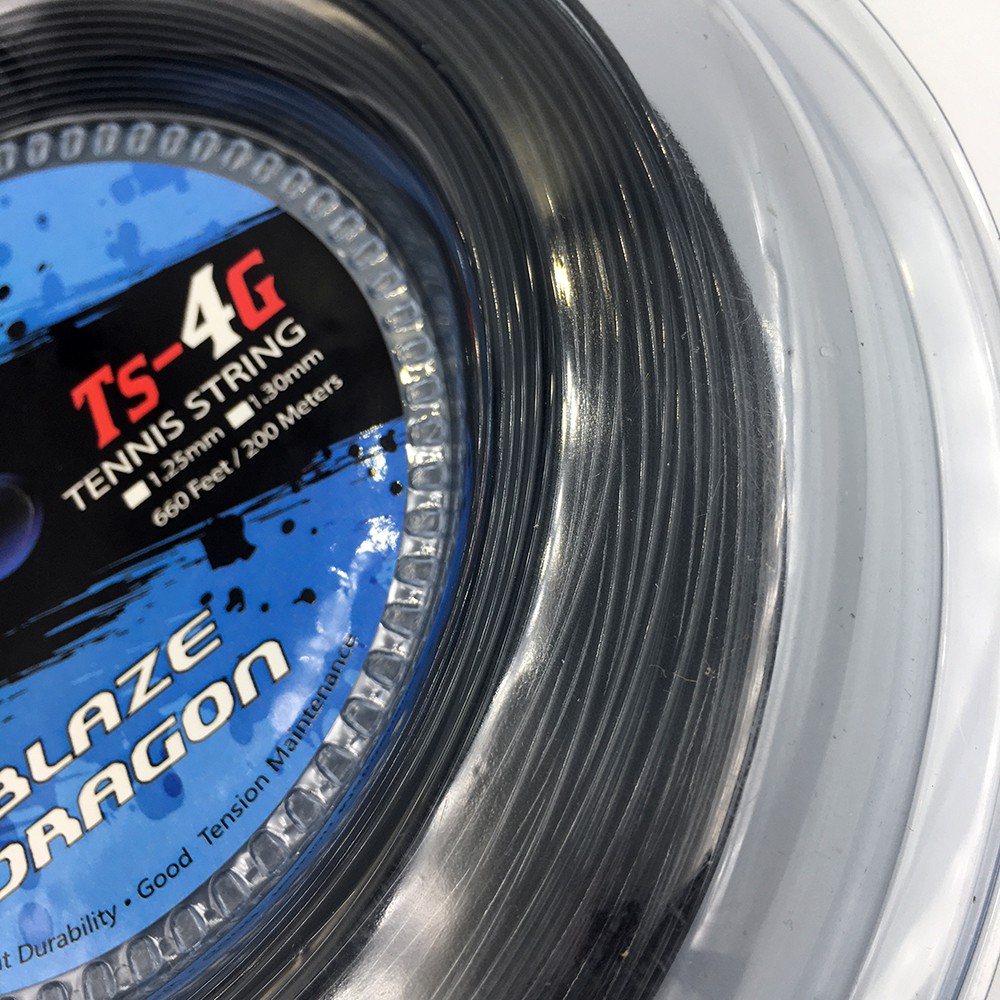 TS-4G
TENNIS STRING
1.25mm 1.30mm
660 Feet / 200 Meters
BLAZE
DRAGON
Durability • Good Tension Maintenance